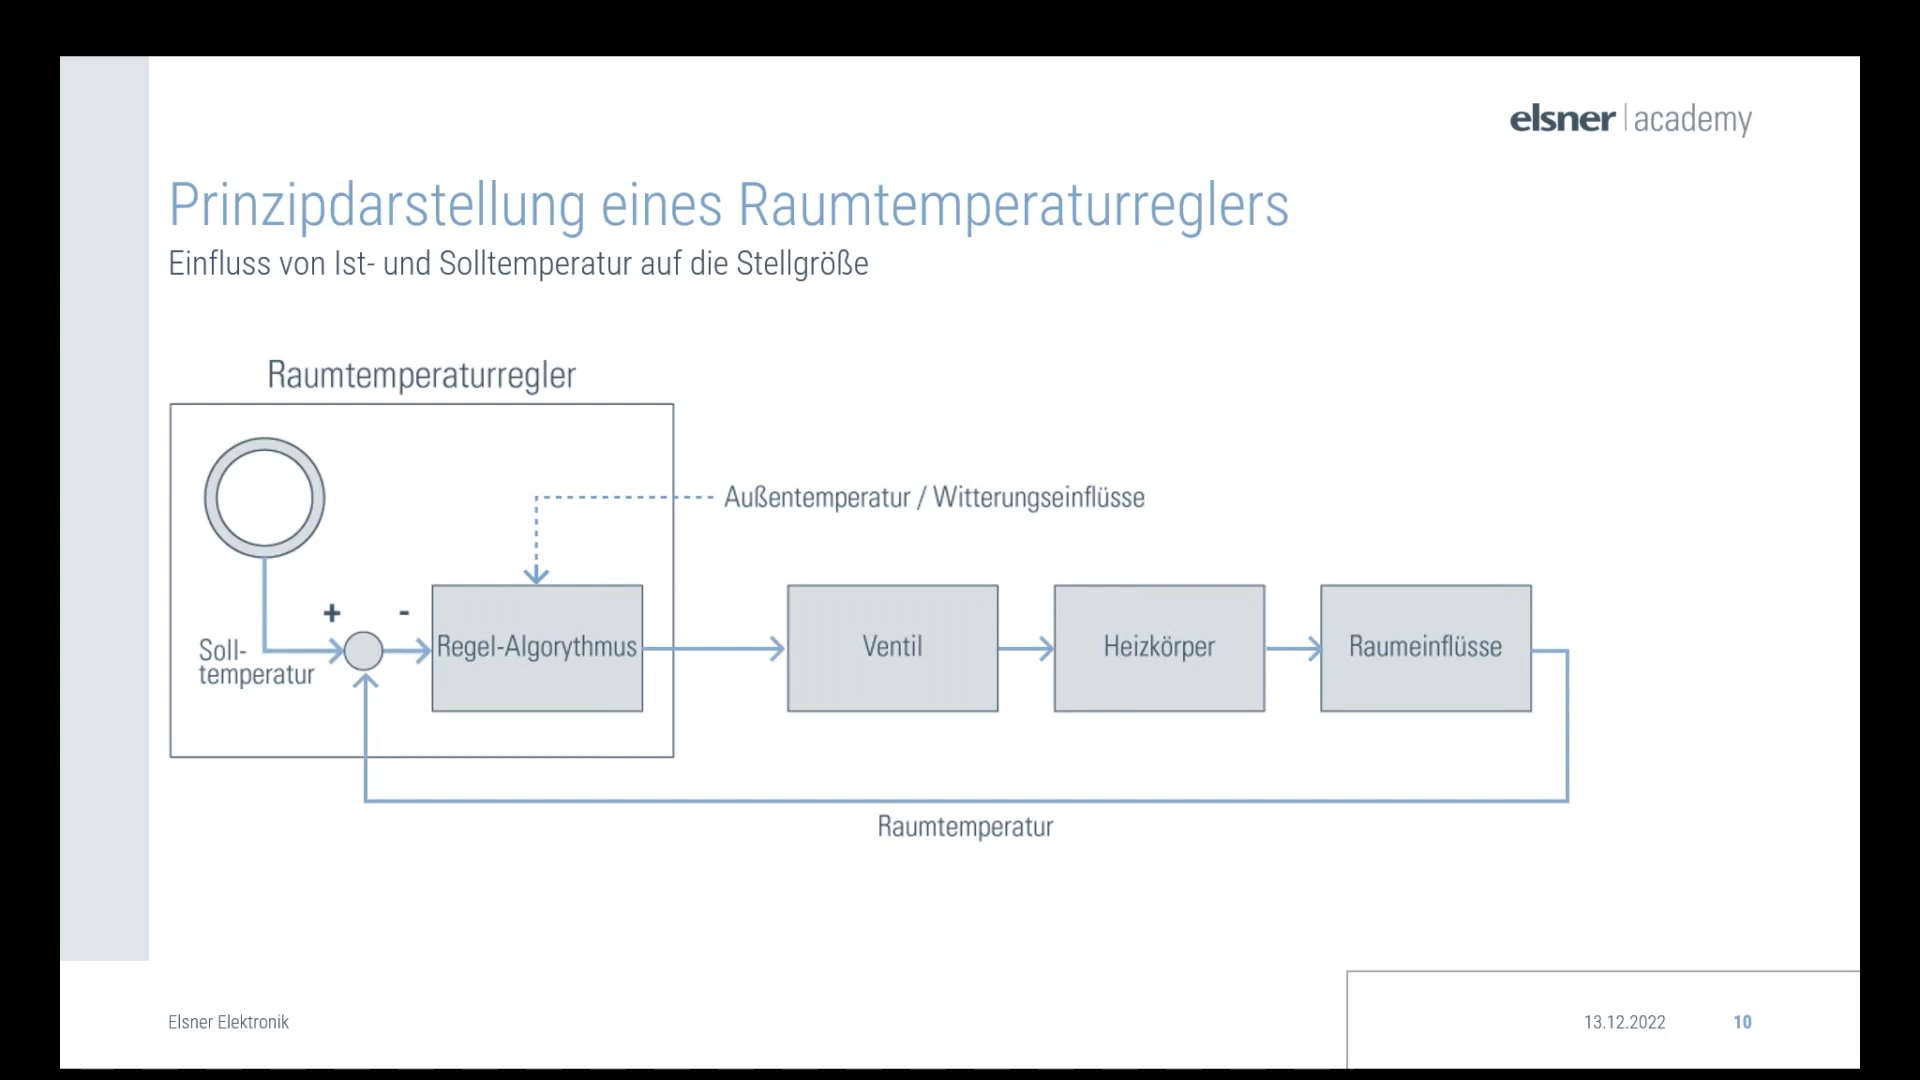 elsner | academy
Prinzipdarstellung eines Raumtemperaturreglers
Einfluss von Ist- und Solltemperatur auf die Stellgröße
Raumtemperaturregler
Außentemperatur / Witterungseinflüsse
+ -
Soll-
temperatur
Regel-Algorythmus
Ventil
Heizkörper
Raumeinflüsse
Raumtemperatur
Elsner Elektronik
13.12.2022
10